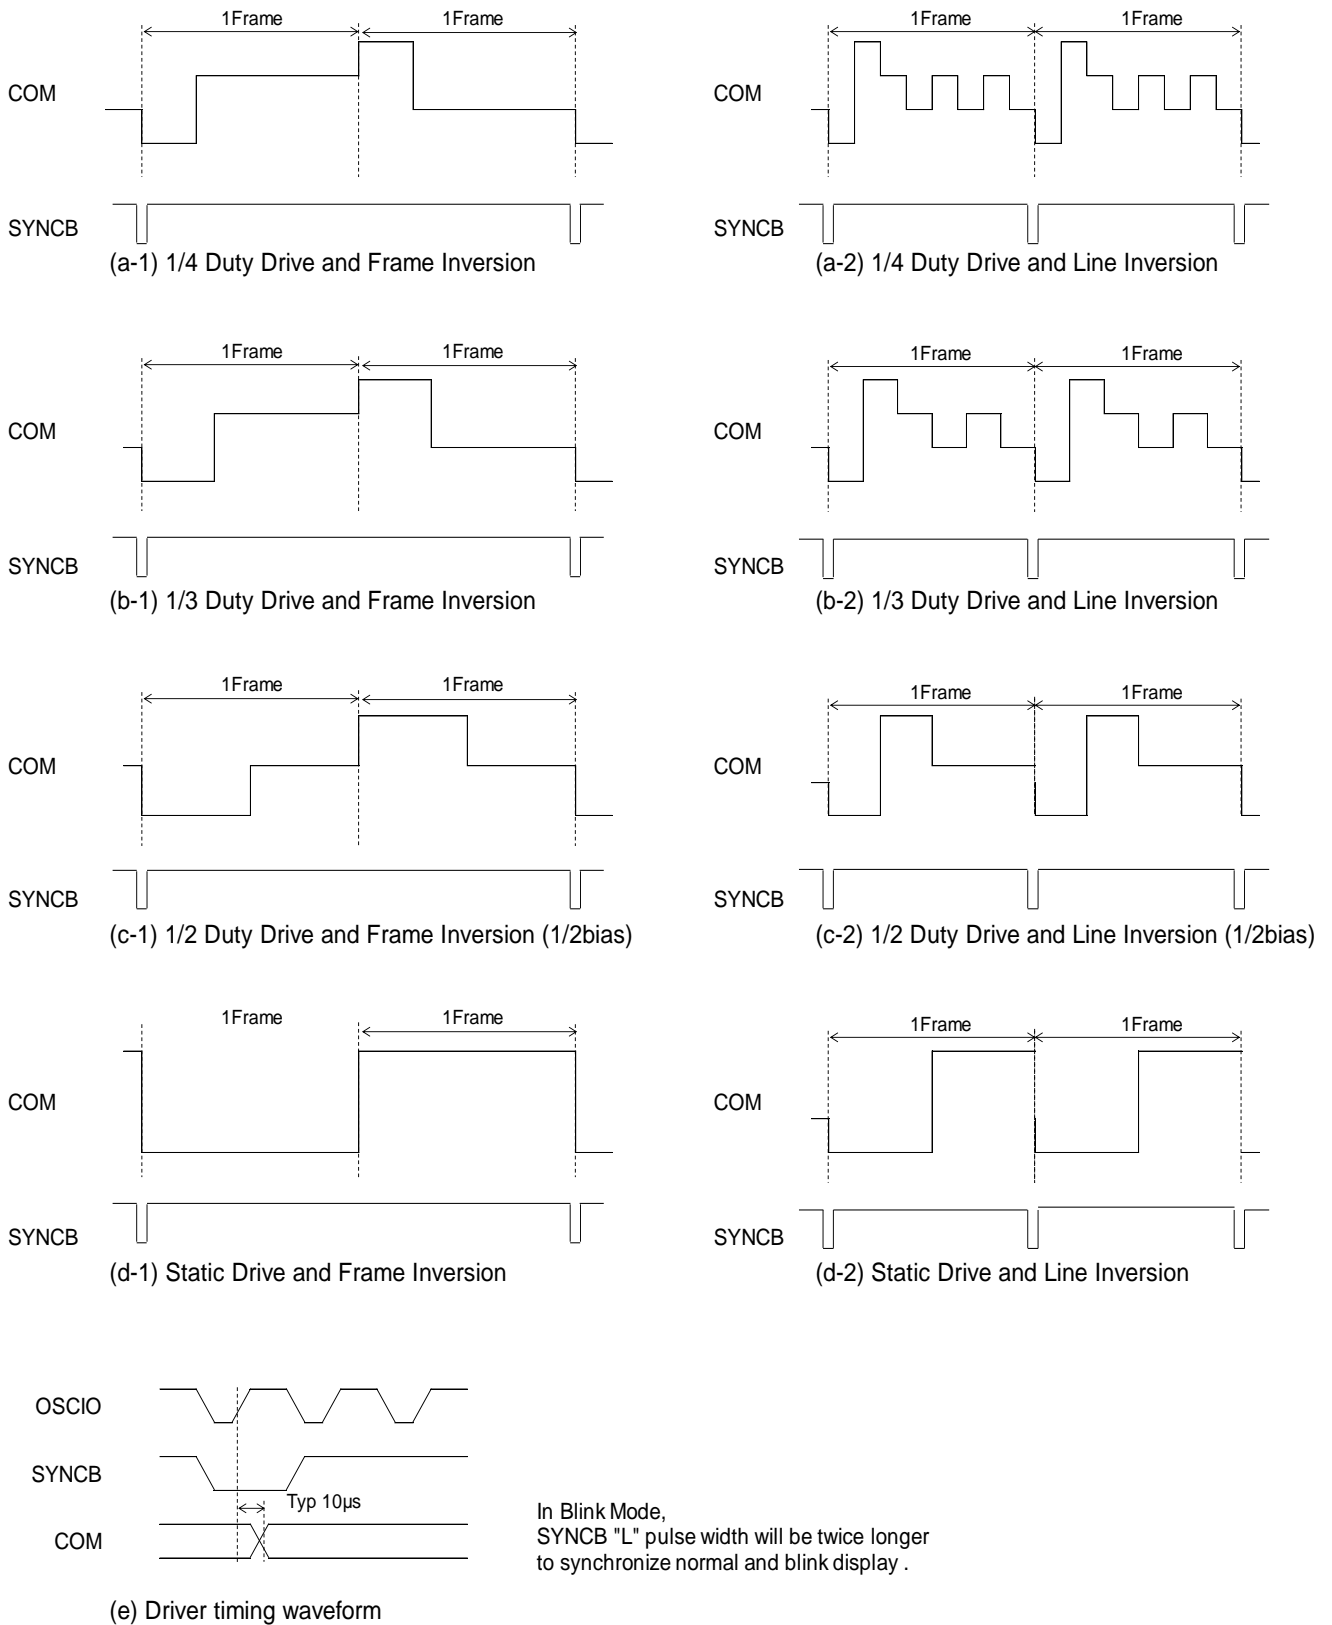 1Frame 1Frame 1Frame 1Frame
COM COM
SYNCB SYNCB
(a-1) 1/4 Duty Drive and Frame Inversion (a-2) 1/4 Duty Drive and Line Inversion
1Frame 1Frame 1Frame 1Frame
COM COM
SYNCB SYNCB
(b-1) 1/3 Duty Drive and Frame Inversion (b-2) 1/3 Duty Drive and Line Inversion
1Frame 1Frame 1Frame 1Frame
COM COM
SYNCB SYNCB
(c-1) 1/2 Duty Drive and Frame Inversion (1/2bias) (c-2) 1/2 Duty Drive and Line Inversion (1/2bias)
1Frame 1Frame 1Frame 1Frame
COM COM
SYNCB SYNCB
(d-1) Static Drive and Frame Inversion (d-2) Static Drive and Line Inversion
OSCIO
SYNCB
Typ 10µs
COM
In Blink Mode,
SYNCB "L" pulse width will be twice longer
to synchronize normal and blink display .
(e) Driver timing waveform